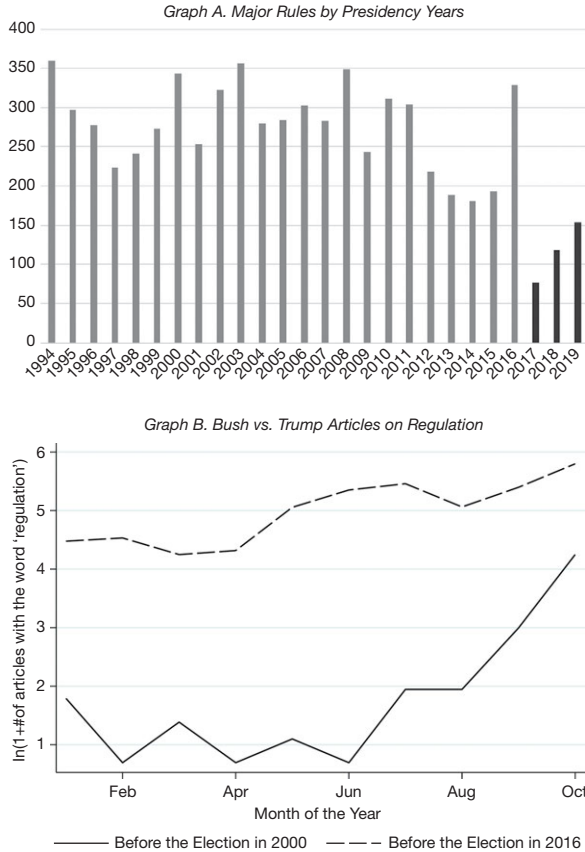 Graph A. Major Rules by Presidency Years
400
350
300
250
200
150
100
50
0
1994 1995 1996 1997 1998 1999 2000 2001 2002 2003 2004 2005 2006 2007 2008 2009 2010 2011 2012 2013 2014 2015 2016 2017 2018 2019
Graph B. Bush vs. Trump Articles on Regulation
ln(1+#of articles with the word 'regulation')
6
5
4
3
2
1
Feb Apr Jun Aug Oct
Month of the Year
Before the Election in 2000 Before the Election in 2016